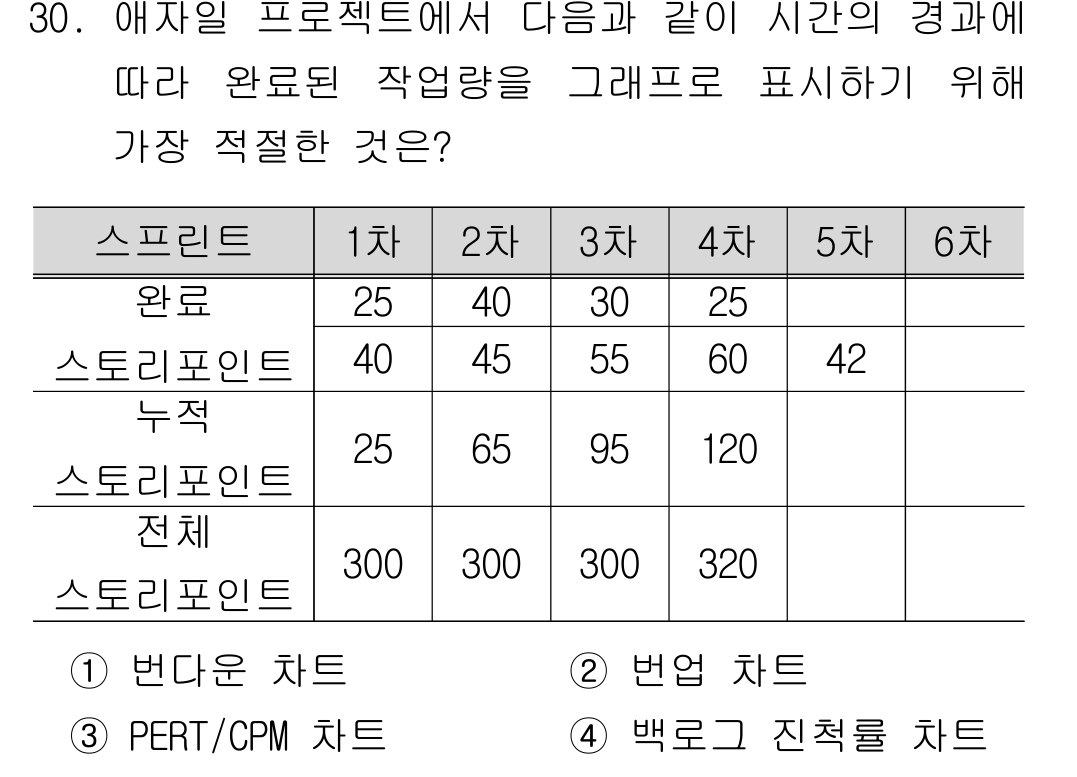 30. 애자일 프로젝트에서 다음과 같이 시간의 경과에
따라 완료된 작업량을 그래프로 표시하기 위해
가장 적절한 것은?
스프린트 1차 2차 3차 4차 5차 6차
완료 25 40 30 25
스토리포인트 40 45 55 60 42
누적
스토리포인트 25 65 95 120
전체
스토리포인트 300 300 300 320
① 번다운 차트 ② 번업 차트
③ PERT/CPM 차트 ④ 백로그 진척률 차트